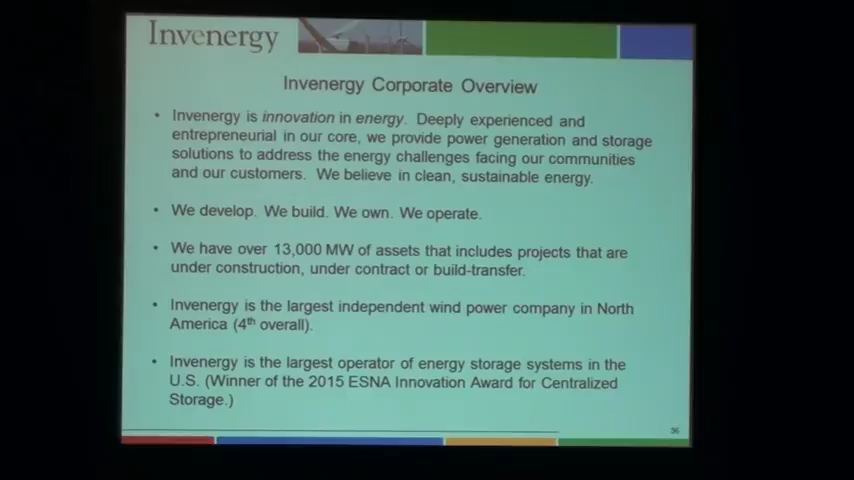 Invenergy
Invenergy Corporate Overview
• Invenergy is innovation in energy. Deeply experienced and
entrepreneurial in our core, we provide power generation and storage
solutions to address the energy challenges facing our communities
and our customers. We believe in clean, sustainable energy.
• We develop. We build. We own. We operate.
• We have over 13,000 MW of assets that includes projects that are
under construction, under contract or build-transfer.
• Invenergy is the largest independent wind power company in North
America (4th overall).
• Invenergy is the largest operator of energy storage systems in the
U.S. (Winner of the 2015 ESNA Innovation Award for Centralized
Storage.)
36